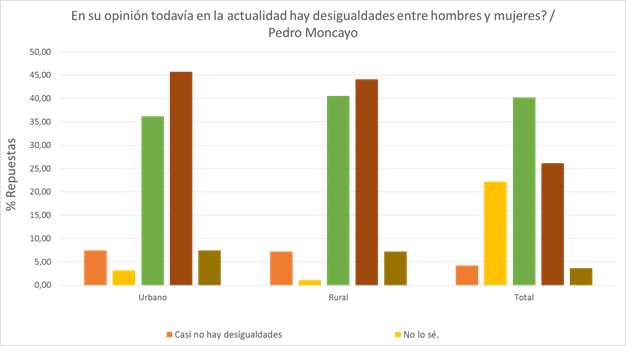 En su opinión todavía en la actualidad hay desigualdades entre hombres y mujeres? /
Pedro Moncayo
% Repuestas
50,00
45,00
40,00
35,00
30,00
25,00
20,00
15,00
10,00
5,00
0,00
Urbano Rural Total
Casi no hay desigualdades No lo sé.